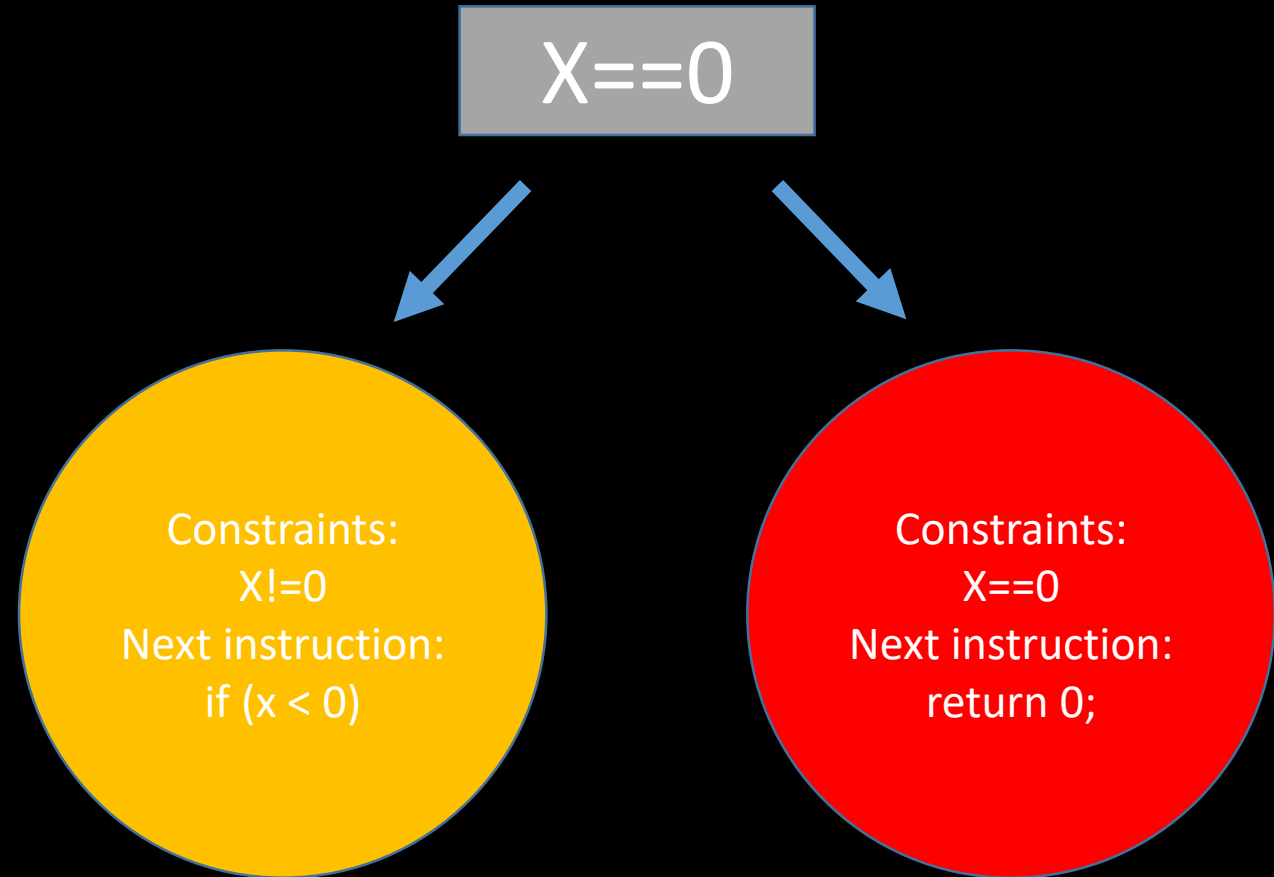 X==0
Constraints:
X!=0
Next instruction:
if (x < 0)
Constraints:
X==0
Next instruction:
return 0;